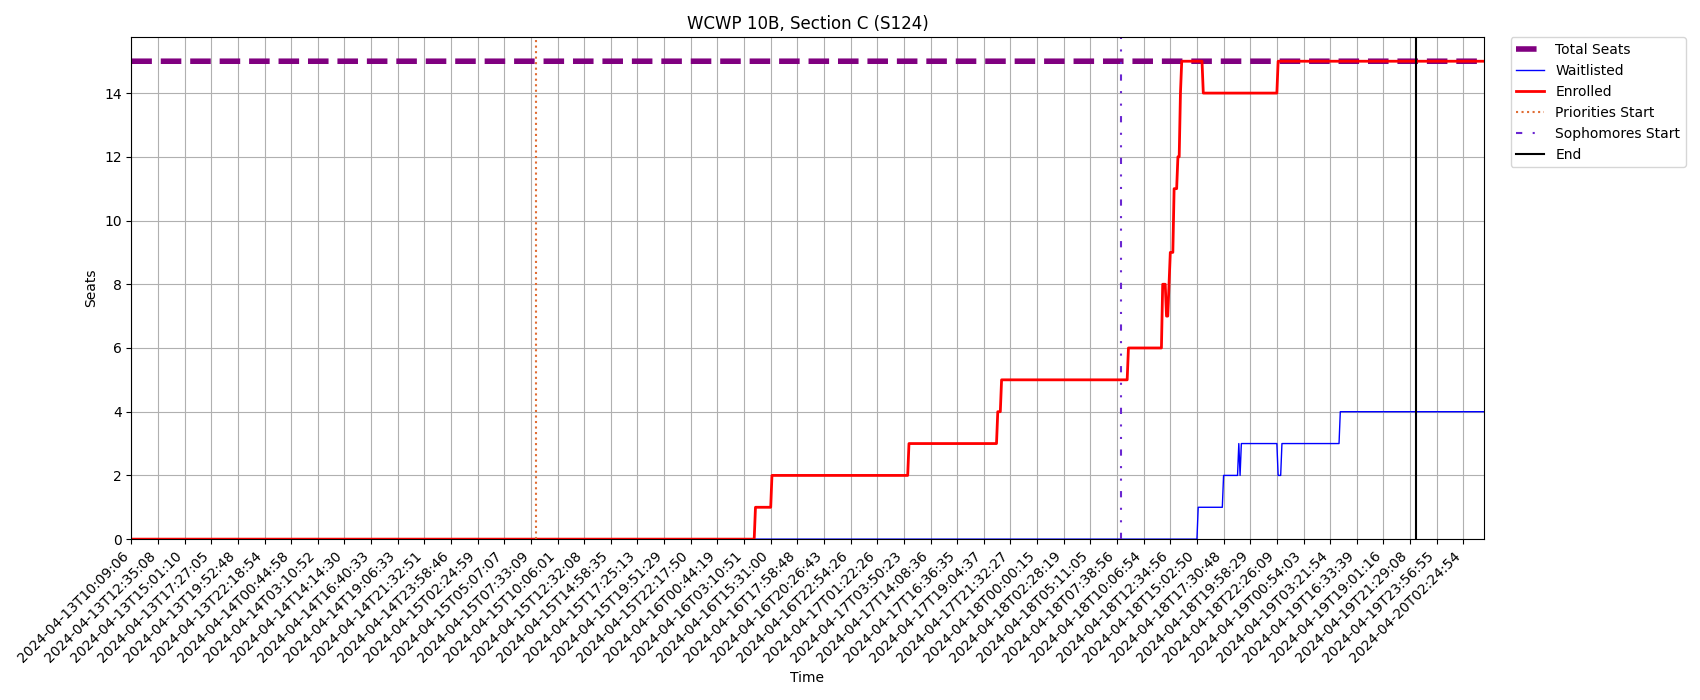 WCWP 10B, Section C (S124)
Total Seats
Waitlisted
Enrolled
Priorities Start
Sophomores Start
End
Seats
14
12
10
8
6
4
2
0
2024-04-13T10:09:06
2024-04-13T12:35:08
2024-04-13T15:01:10
2024-04-13T17:27:05
2024-04-13T19:52:48
2024-04-13T22:18:54
2024-04-14T00:44:58
2024-04-14T03:10:52
2024-04-14T14:14:30
2024-04-14T16:40:33
2024-04-14T19:06:33
2024-04-14T21:32:51
2024-04-14T23:58:46
2024-04-15T02:24:59
2024-04-15T05:07:07
2024-04-15T07:33:09
2024-04-15T10:06:01
2024-04-15T12:32:08
2024-04-15T14:58:35
2024-04-15T17:25:13
2024-04-15T19:51:29
2024-04-15T22:17:50
2024-04-16T00:44:19
2024-04-16T03:10:51
2024-04-16T15:31:00
2024-04-16T17:58:48
2024-04-16T20:26:43
2024-04-16T22:54:26
2024-04-17T01:22:26
2024-04-17T03:50:23
2024-04-17T14:08:36
2024-04-17T16:36:35
2024-04-17T19:04:37
2024-04-17T21:32:27
2024-04-18T00:00:15
2024-04-18T02:28:19
2024-04-18T05:11:05
2024-04-18T07:38:56
2024-04-18T10:06:54
2024-04-18T12:34:56
2024-04-18T15:02:50
2024-04-18T17:30:48
2024-04-18T19:58:29
2024-04-18T22:26:09
2024-04-19T00:54:03
2024-04-19T03:21:54
2024-04-19T16:33:39
2024-04-19T19:01:16
2024-04-19T21:29:08
2024-04-19T23:56:55
2024-04-20T02:24:54
Time